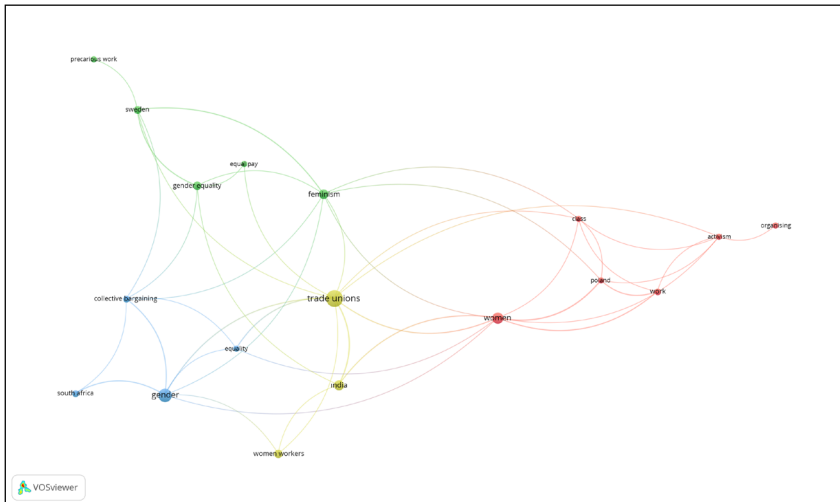 precarious work
sweden
equal pay
gender equality
feminism
class
organising
activism
poland
work
collective bargaining
trade unions
women
equality
india
south africa
gender
women workers
VOSviewer